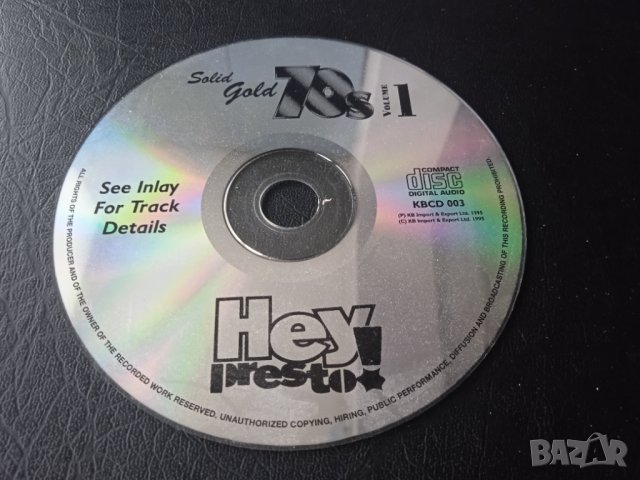 Solid
Gold 70s VOLUME 1
See Inlay
For Track
Details
COMPACT
disc
DIGITAL AUDIO
KBCD 003
(P) KB Import & Export Ltd. 1995
(C) KB Import & Export Ltd. 1995
Hey
presto!
ALL RIGHTS OF THE PRODUCER AND OF THE OWNER OF THE RECORDED WORK RESERVED. UNAUTHORIZED COPYING, HIRING, PUBLIC PERFORMANCE, DIFFUSION AND BROADCASTING OF THIS RECORDING PROHIBITED.
BAZAR